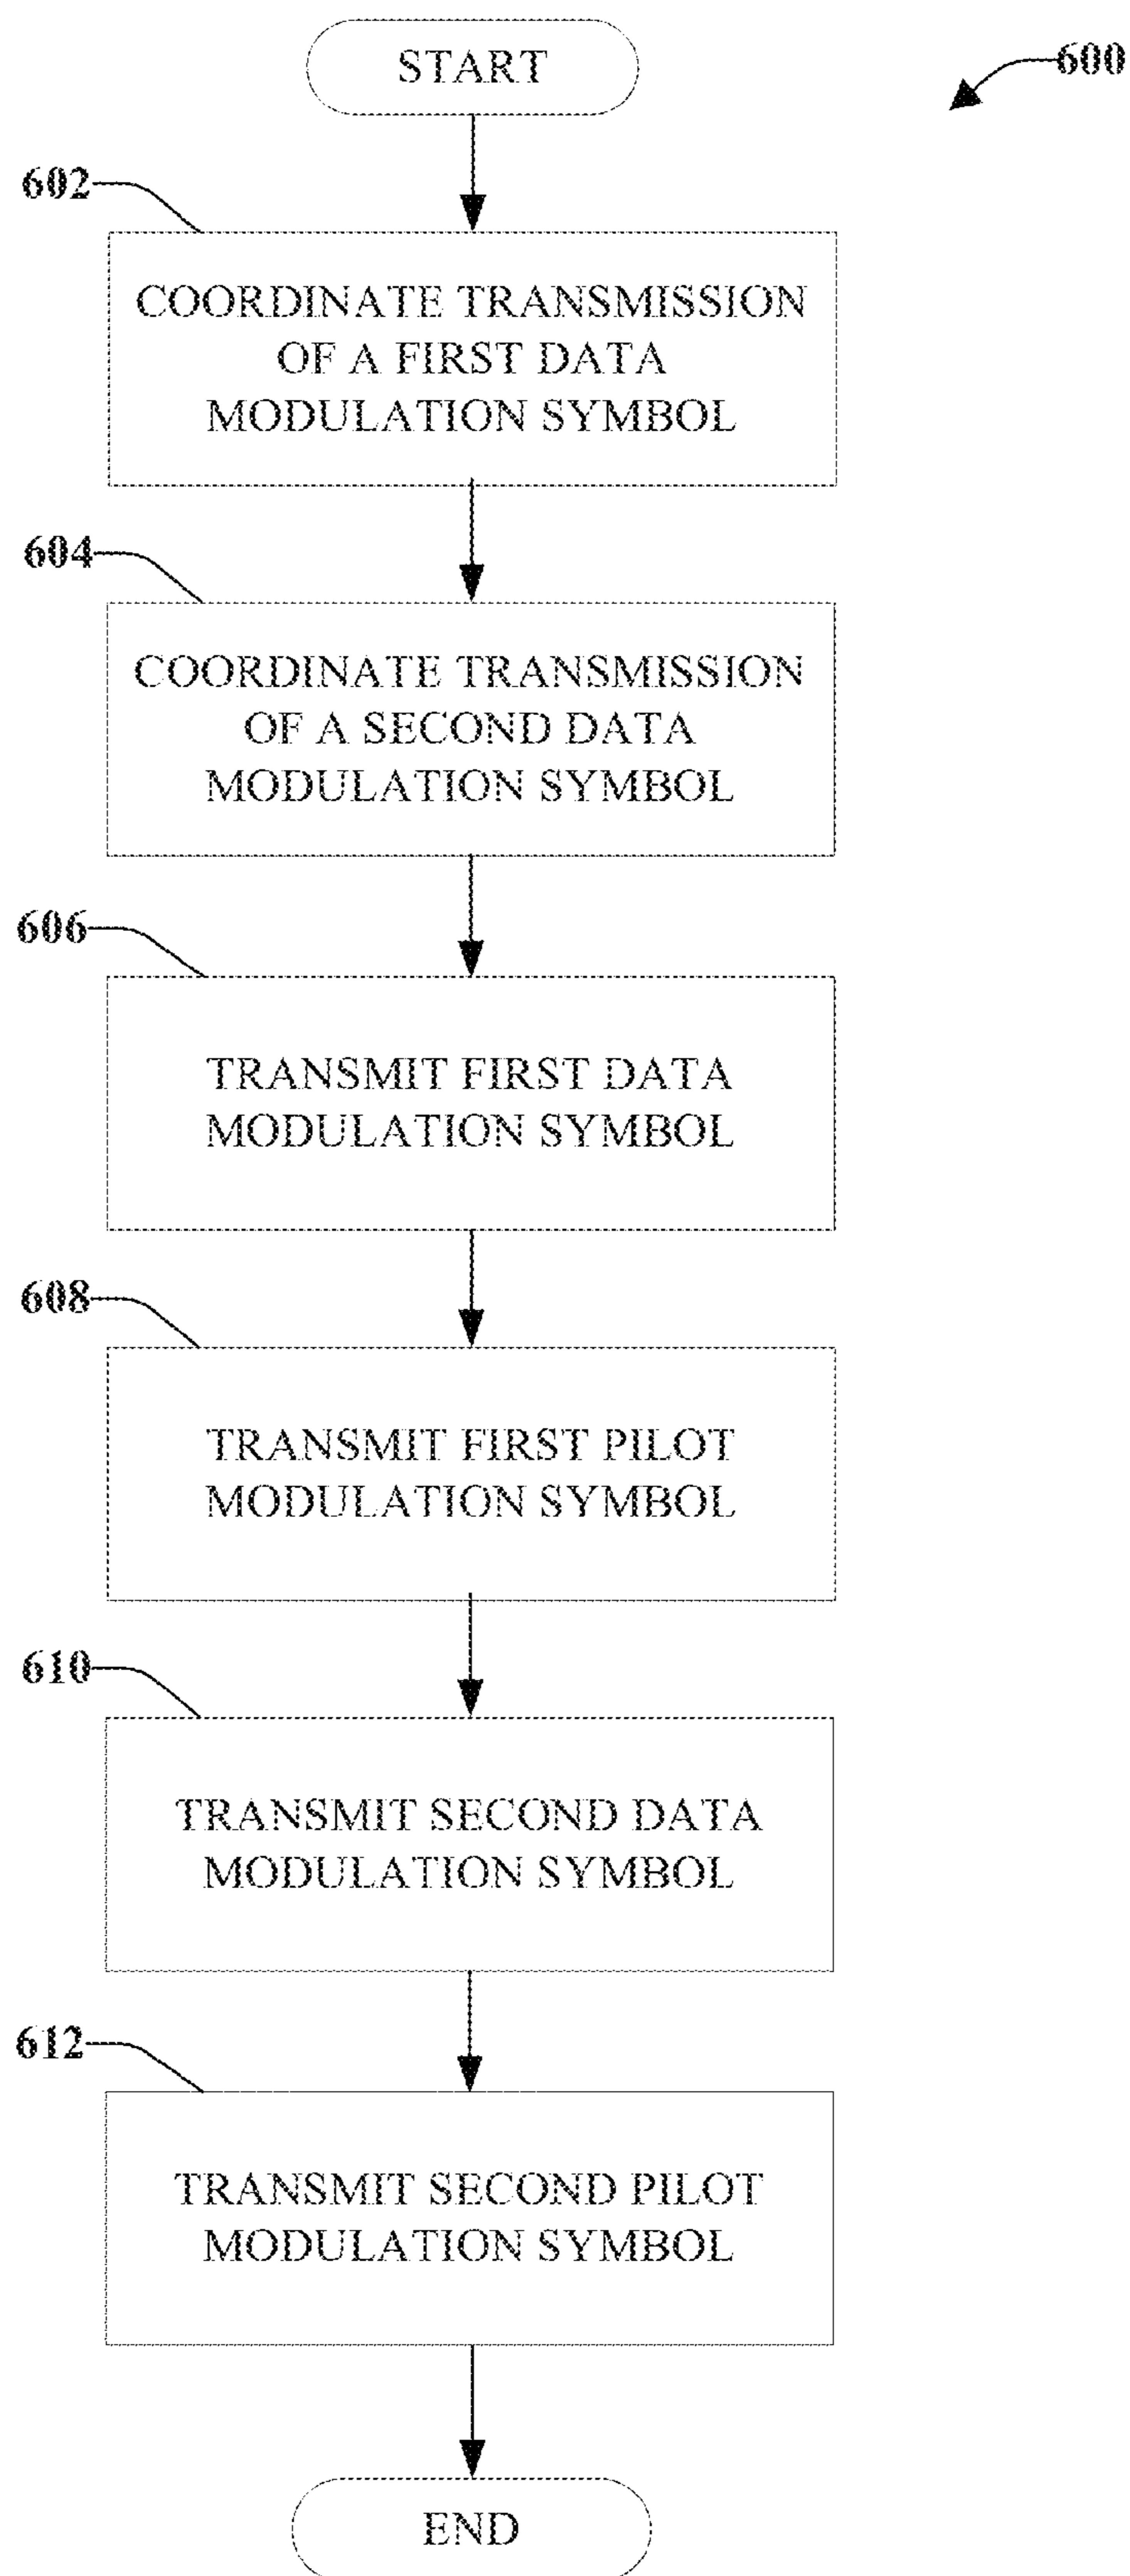 START
600
602
COORDINATE TRANSMISSION
OF A FIRST DATA
MODULATION SYMBOL
604
COORDINATE TRANSMISSION
OF A SECOND DATA
MODULATION SYMBOL
606
TRANSMIT FIRST DATA
MODULATION SYMBOL
608
TRANSMIT FIRST PILOT
MODULATION SYMBOL
610
TRANSMIT SECOND DATA
MODULATION SYMBOL
612
TRANSMIT SECOND PILOT
MODULATION SYMBOL
END